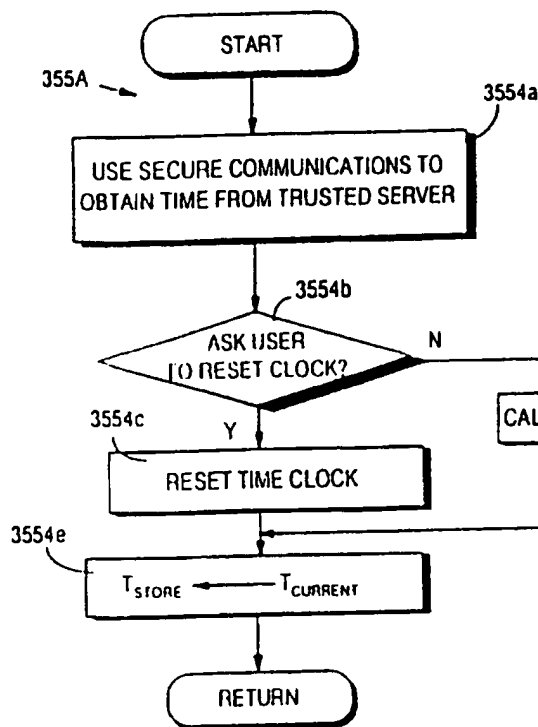 START
355A
3554a
USE SECURE COMMUNICATIONS TO
OBTAIN TIME FROM TRUSTED SERVER
3554b
ASK USER
TO RESET CLOCK?
N
Y
CAL
3554c
RESET TIME CLOCK
3554e
TSTORE ← TCURRENT
RETURN